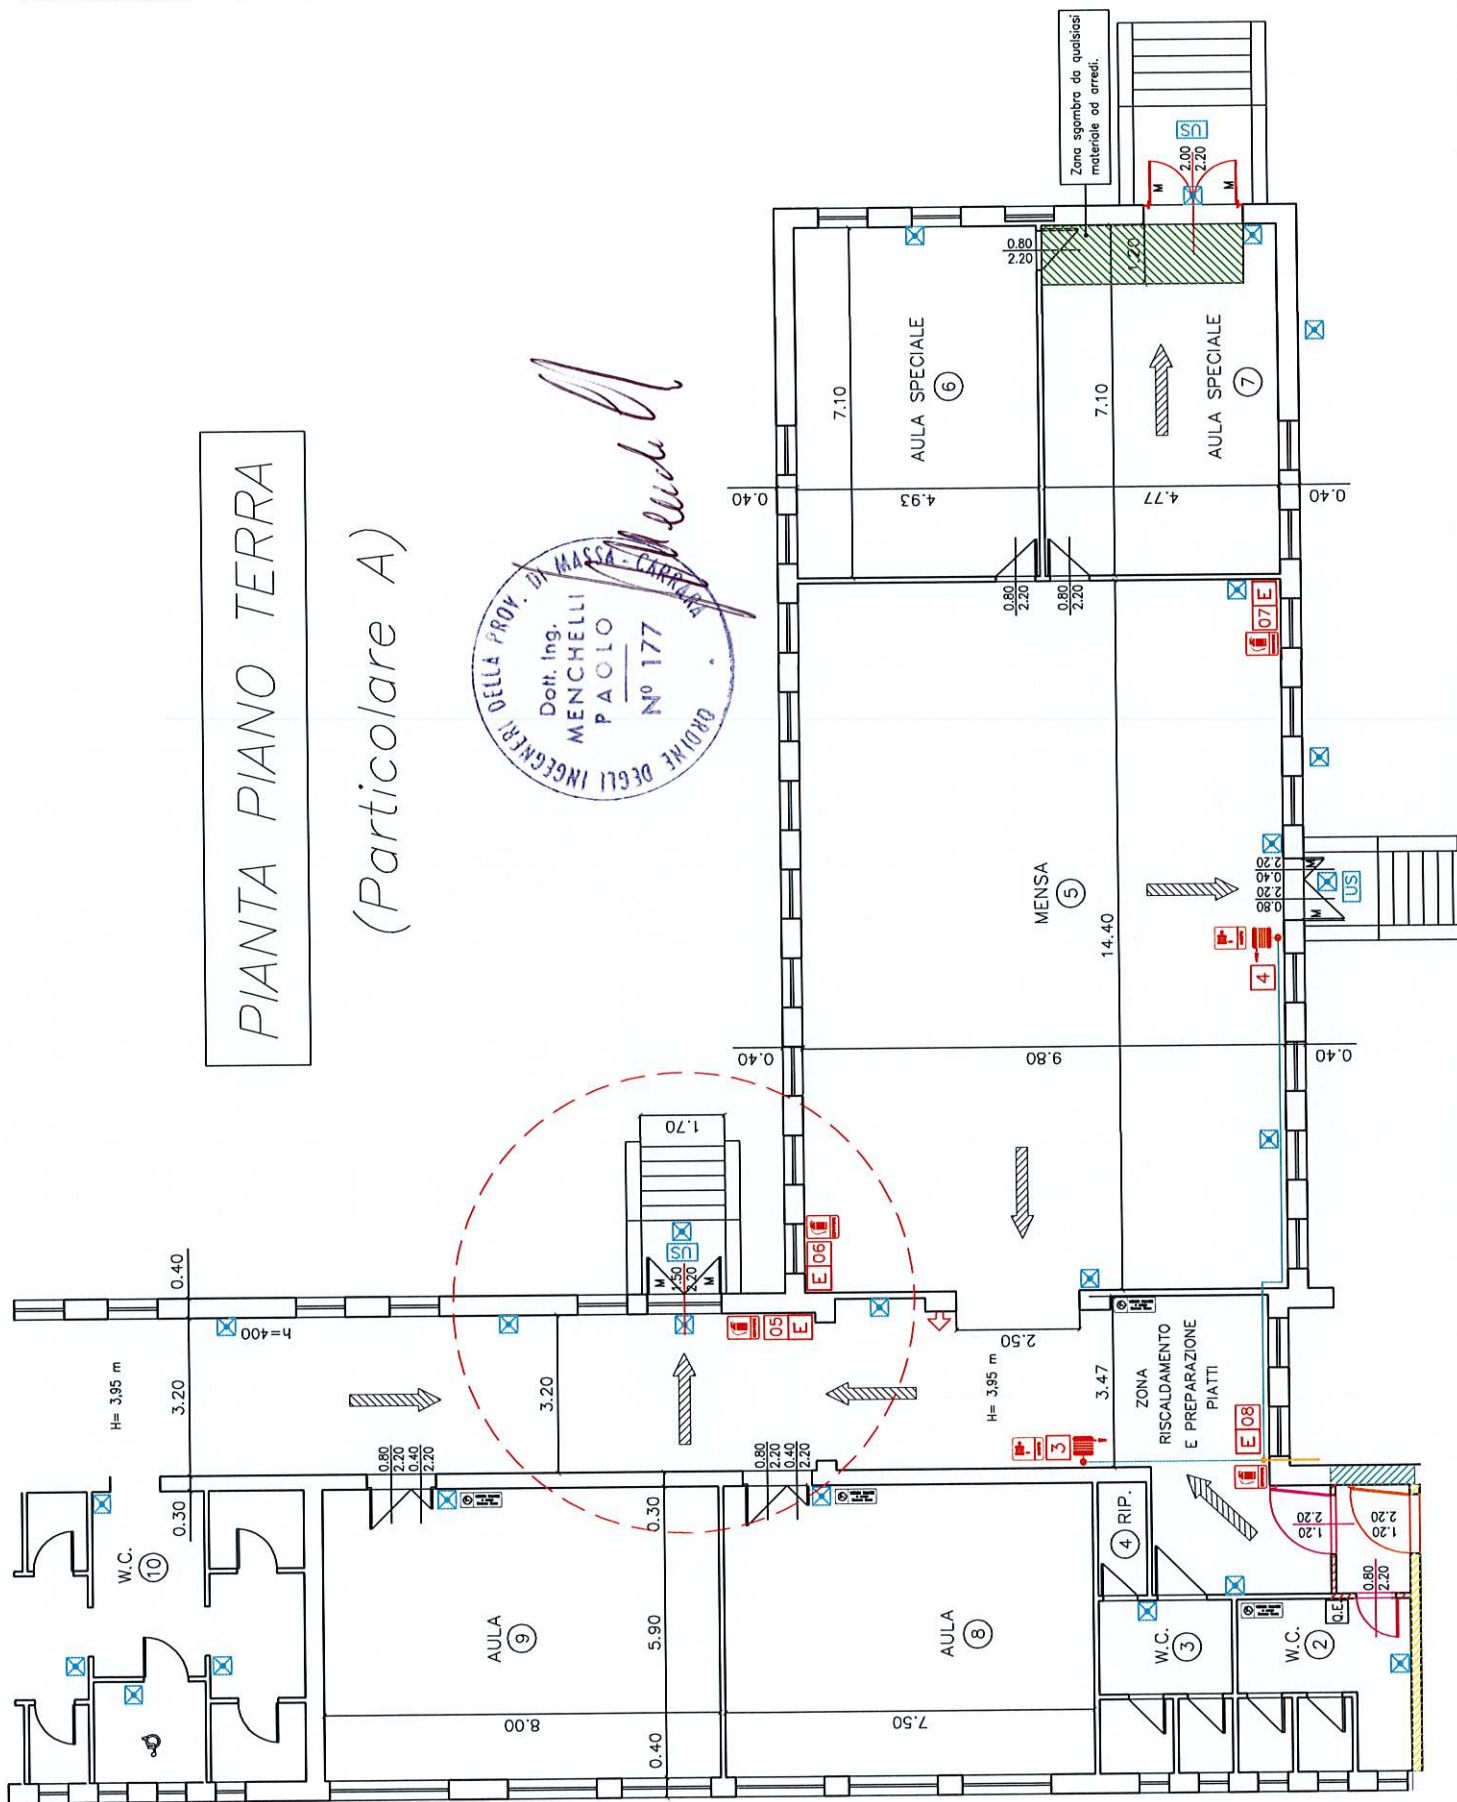 PIANTA PIANO TERRA
(Particolare A)
ORDINE DEGLI INGEGNERI DELLA PROV. DI MASSA - CARRARA
Dott. Ing.
MENCHELLI
PAOLO
N° 177
Zona sgombra da qualsiasi
materiale od arredi.
US
2.00
2.20
M
M
0.80
2.20
1.20
7.10
AULA SPECIALE
6
7.10
AULA SPECIALE
7
0.40
4.93
4.77
0.40
0.80
2.20
0.80
2.20
07 E
MENSA
5
14.40
0.80
2.20
0.40
2.20
M
M
US
4
0.40
9.80
0.40
1.70
US
1.50
2.20
M
M
E 06
05
E
0.40
h=400
H= 3,95 m
3.20
3.20
2.50
H= 3,95 m
3.47
ZONA
RISCALDAMENTO
E PREPARAZIONE
PIATTI
3
E 08
0.80
2.20
0.40
2.20
0.80
2.20
0.40
2.20
0.30
0.30
W.C.
10
AULA
9
5.90
AULA
8
4 RIP.
W.C.
3
W.C.
2
Q.E.
1.20
2.20
1.20
2.20
0.80
2.20
8.00
0.40
7.50